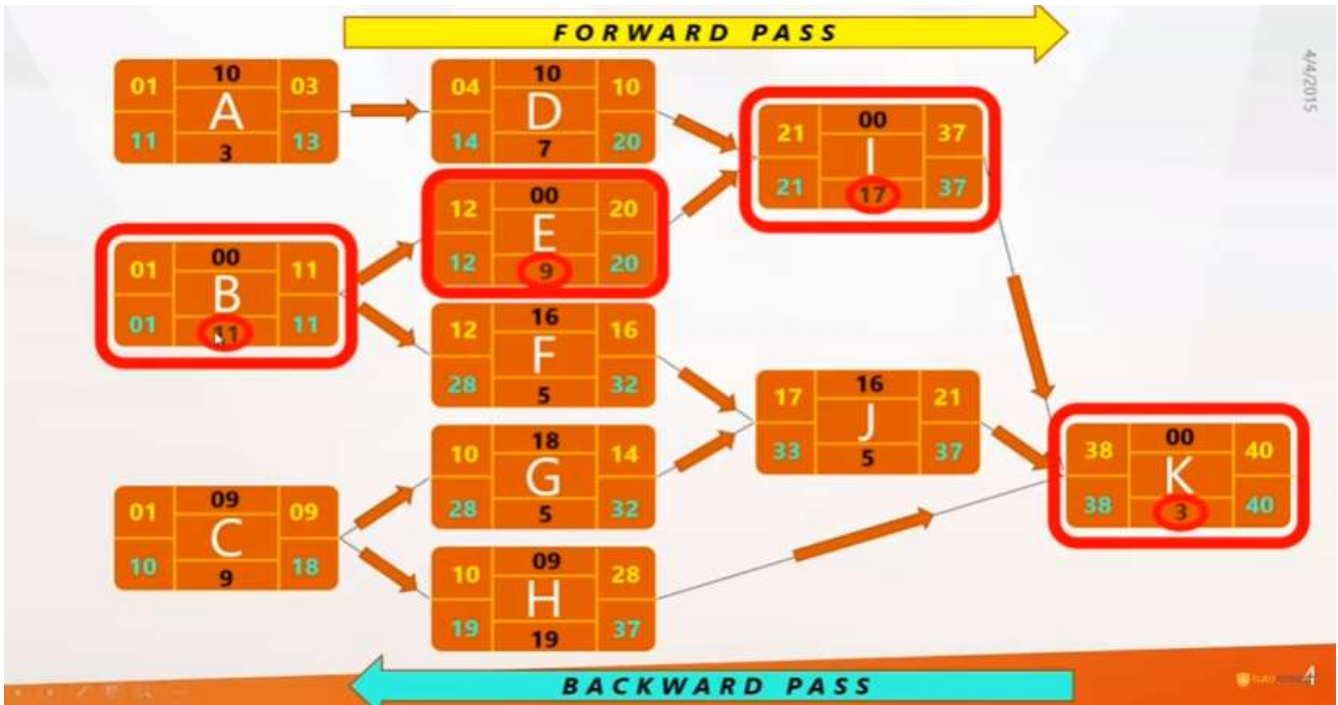 FORWARD PASS
4/4/2015
01 10 03
A
11 3 13
04 10 10
D
14 7 20
21 00 37
I
21 17 37
12 00 20
E
12 9 20
01 00 11
B
01 11 11
12 16 16
F
28 5 32
17 16 21
J
33 5 37
10 18 14
G
28 5 32
38 00 40
K
38 3 40
01 09 09
C
10 9 18
10 09 28
H
19 19 37
BACKWARD PASS
4